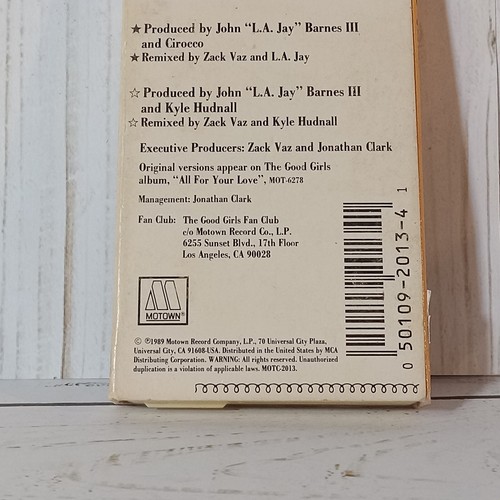 ★ Produced by John “L.A. Jay” Barnes III
and Cirocco
★ Remixed by Zack Vaz and L.A. Jay
☆ Produced by John “L.A. Jay” Barnes III
and Kyle Hudnall
☆ Remixed by Zack Vaz and Kyle Hudnall
Executive Producers: Zack Vaz and Jonathan Clark
Original versions appear on The Good Girls
album, “All For Your Love”, MOT-6278
Management: Jonathan Clark
Fan Club: The Good Girls Fan Club
c/o Motown Record Co., L.P.
6255 Sunset Blvd., 17th Floor
Los Angeles, CA 90028
MOTOWN®
© ℗1989 Motown Record Company, L.P., 70 Universal City Plaza,
Universal City, CA 91608-USA. Distributed in the United States by MCA
Distributing Corporation. WARNING: All rights reserved. Unauthorized
duplication is a violation of applicable laws. MOTC-2013.
0 50109-2013-4 1